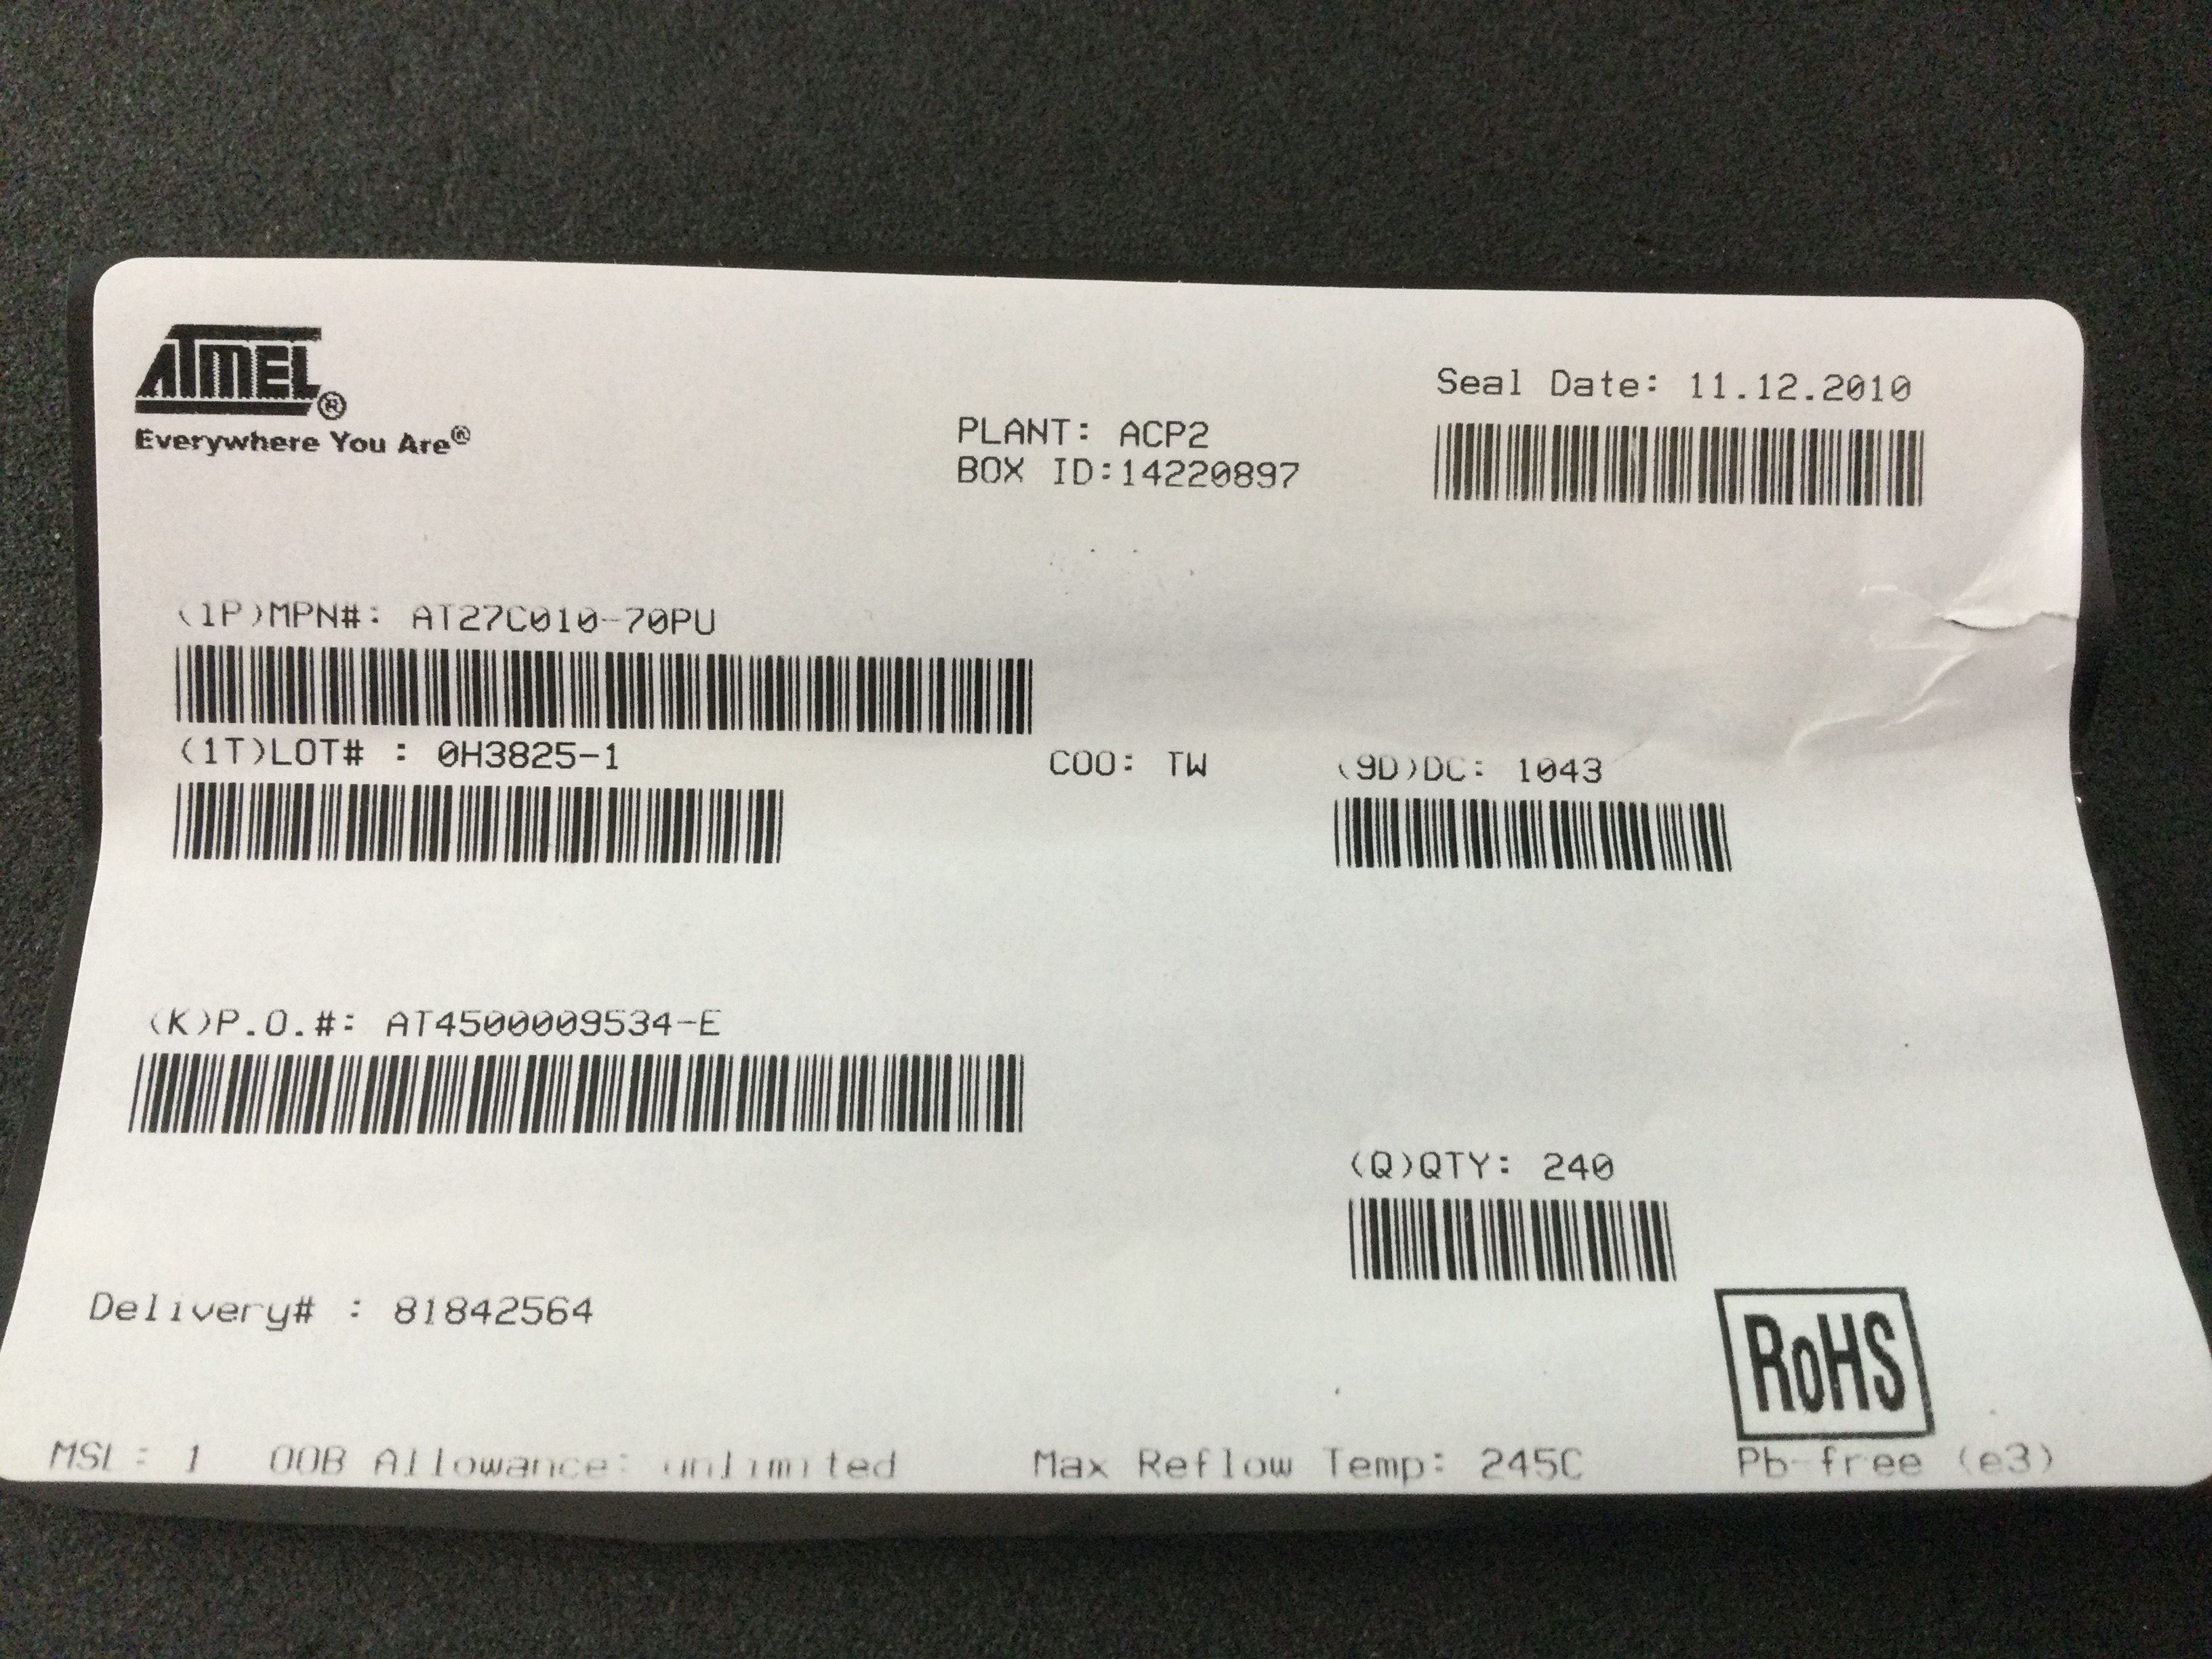 ATMEL®
Everywhere You Are®
Seal Date: 11.12.2010
PLANT: ACP2
BOX ID:14220897
(1P)MPN#: AT27C010-70PU
(1T)LOT# : 0H3825-1
COO: TW
(9D)DC: 1043
(K)P.O.#: AT4500009534-E
(Q)QTY: 240
Delivery# : 81842564
RoHS
MSL: 1 OOB Allowance: unlimited Max Reflow Temp: 245C Pb-free (e3)